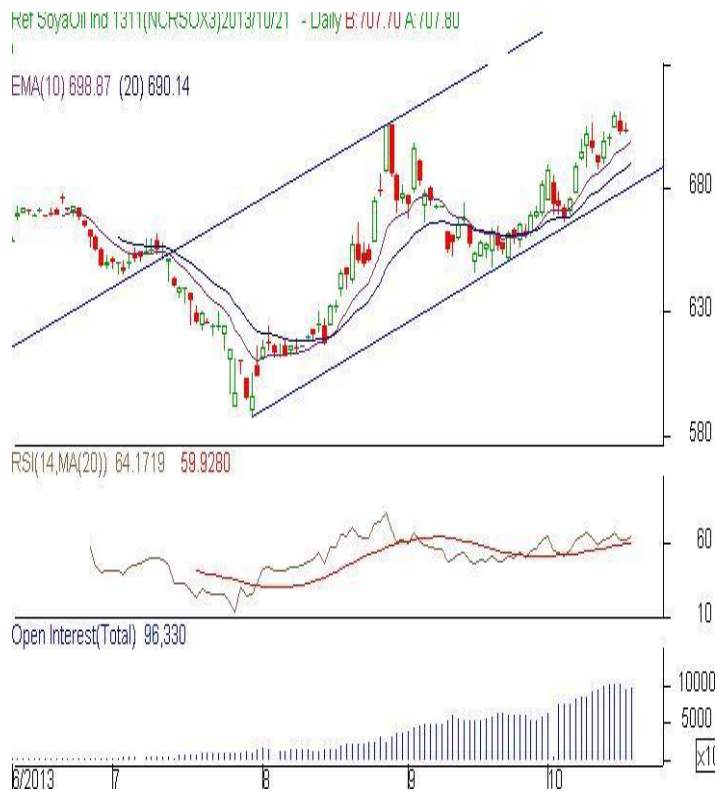 Ref SoyaOil Ind 1311(NCRSOX3)2013/10/21 - Daily B:707.70 A:707.80
EMA(10) 698.87 (20) 690.14
680
630
580
RSI(14,MA(20)) 64.1719 59.9280
60
10
Open Interest(Total) 96,330
10000
5000
x10
6/2013 7 8 9 10